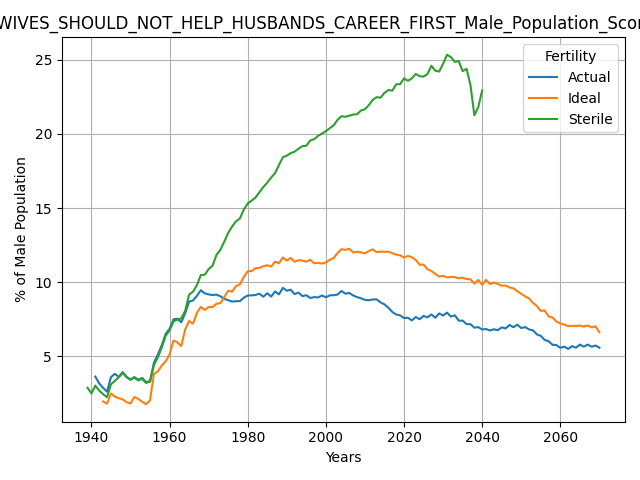 WIVES_SHOULD_NOT_HELP_HUSBANDS_CAREER_FIRST_Male_Population_Scor
% of Male Population
25
20
15
10
5
Fertility
Actual
Ideal
Sterile
1940 1960 1980 2000 2020 2040 2060
Years